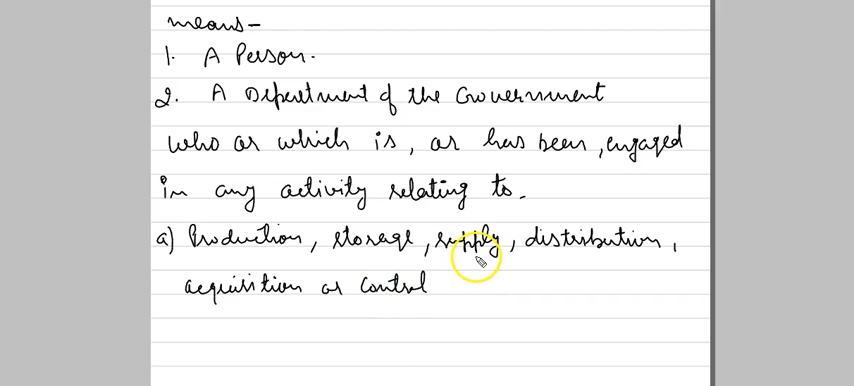 means-
1. A Person.
2. A Department of the Government
who or which is, or has been, engaged
in any activity relating to-
a) Production, storage, supply, distribution,
acquisition or control